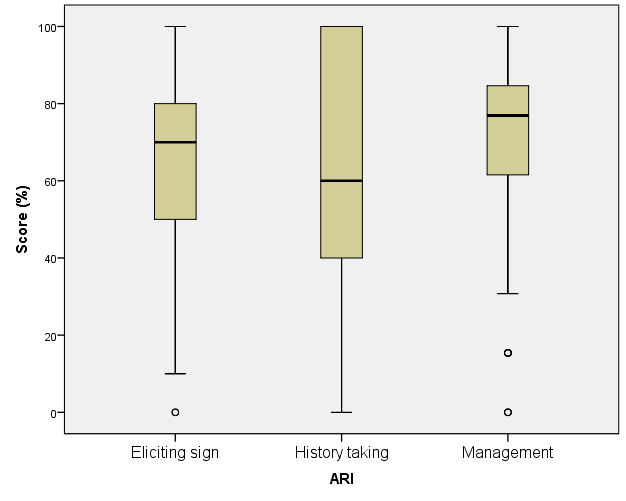 Score (%)
100
80
60
40
20
0
Eliciting sign
History taking
Management
ARI